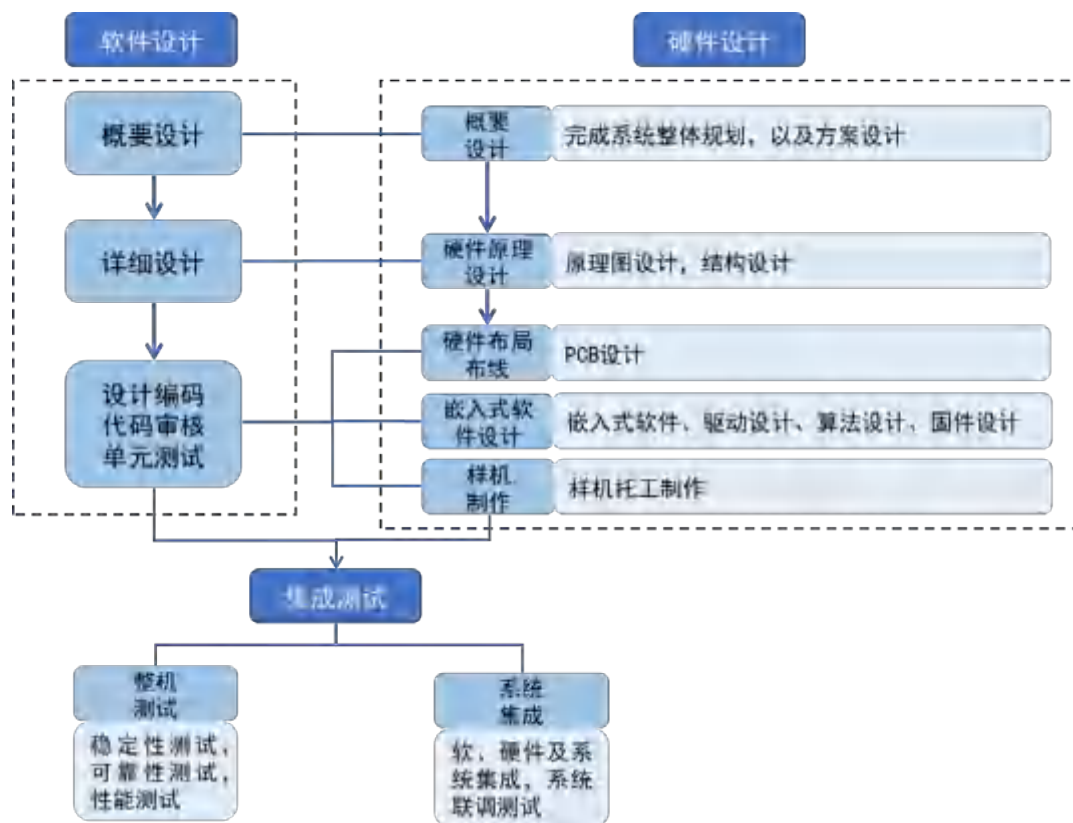 软件设计
硬件设计
概要设计
概要
设计
完成系统整体规划，以及方案设计
详细设计
硬件原理
设计
原理图设计，结构设计
硬件布局
布线
PCB设计
设计编码
代码审核
单元测试
嵌入式软
件设计
嵌入式软件、驱动设计、算法设计、固件设计
样机
制作
样机托工制作
集成测试
整机
测试
稳定性测试，
可靠性测试，
性能测试
系统
集成
软、硬件及系
统集成，系统
联调测试